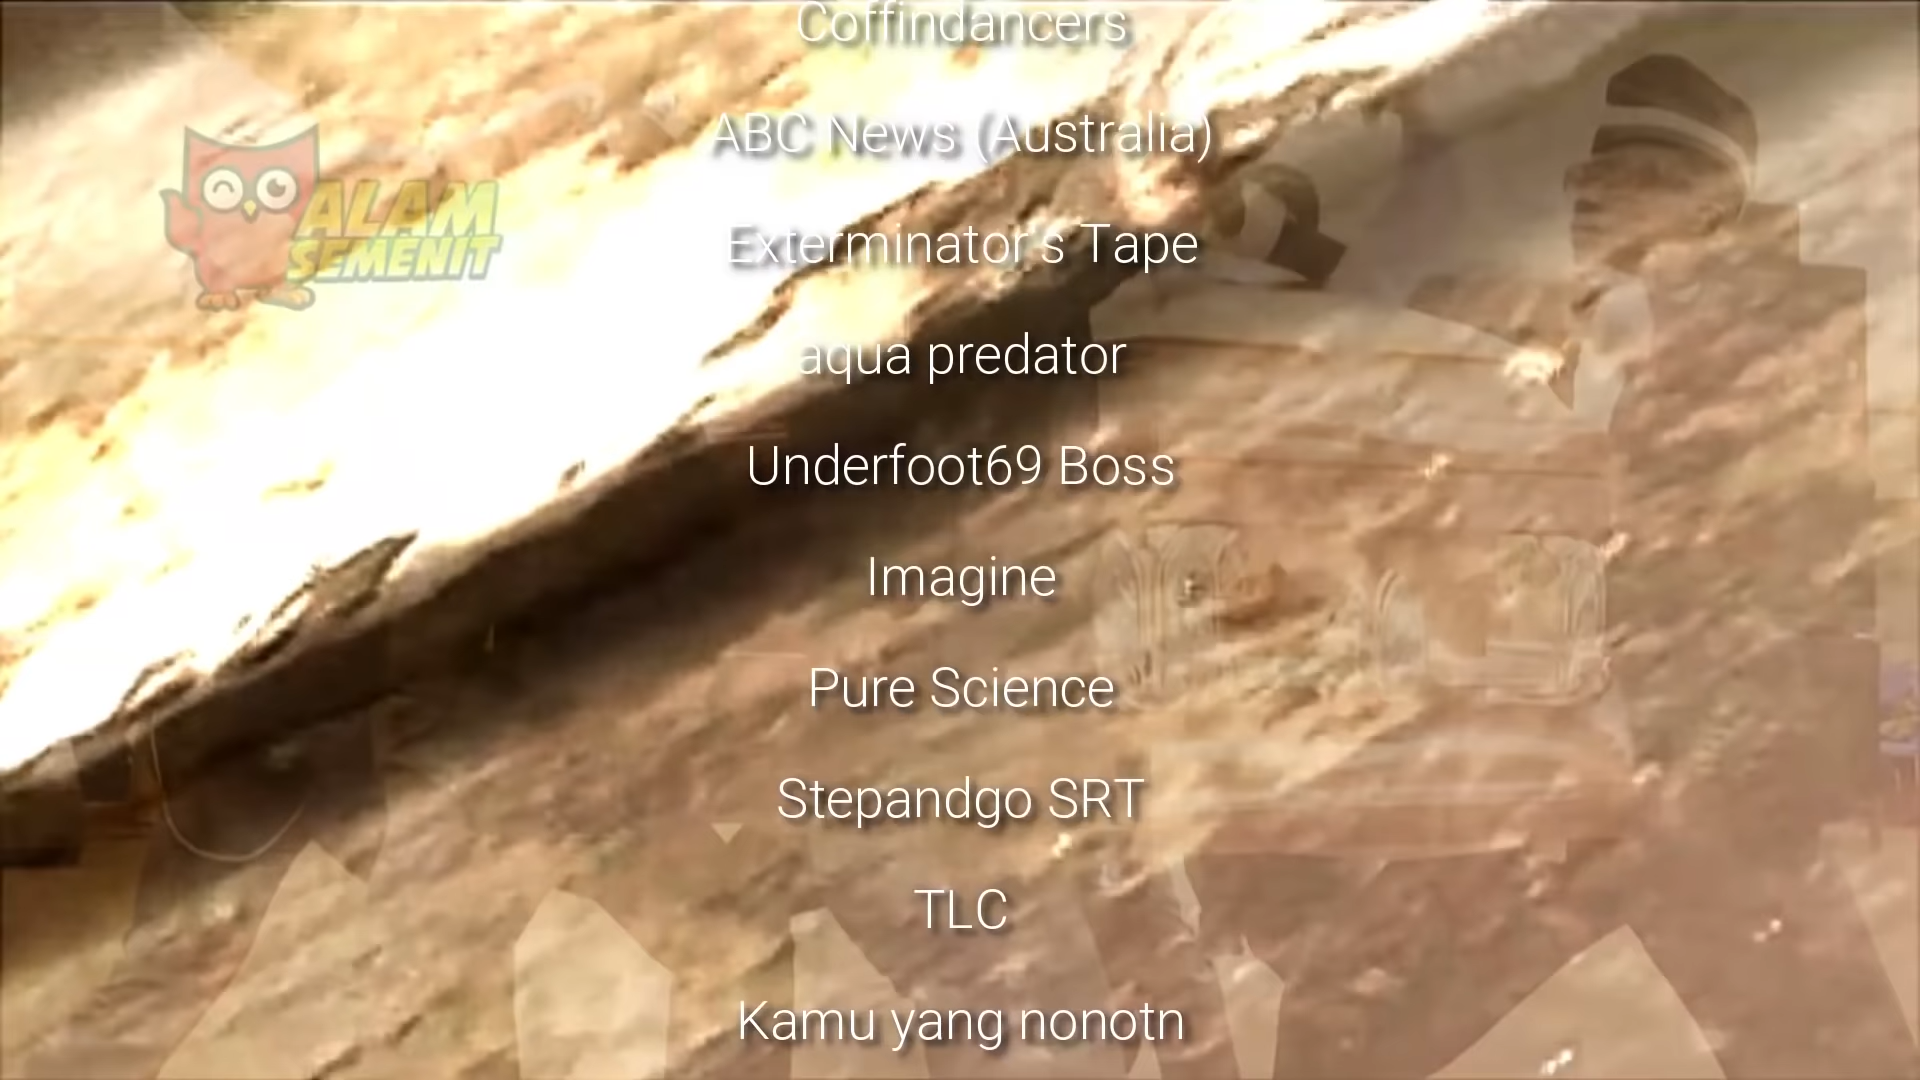 Coffindancers
ABC News (Australia)
ALAM
SEMENIT
Exterminator's Tape
aqua predator
Underfoot69 Boss
Imagine
Pure Science
Stepandgo SRT
TLC
Kamu yang nonotn